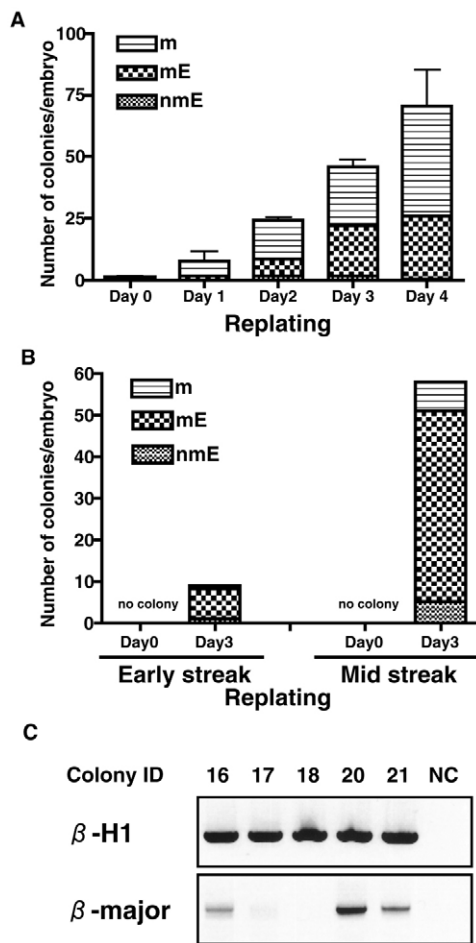 A
Number of colonies/embryo
100
75
50
25
0
m
mE
nmE
Day 0 Day 1 Day2 Day 3 Day 4
Replating
B
Number of colonies/embryo
60
50
40
30
20
10
0
m
mE
nmE
no colony no colony
Day0 Day3 Day0 Day3
Early streak Mid streak
Replating
C
Colony ID 16 17 18 20 21 NC
β-H1
β-major